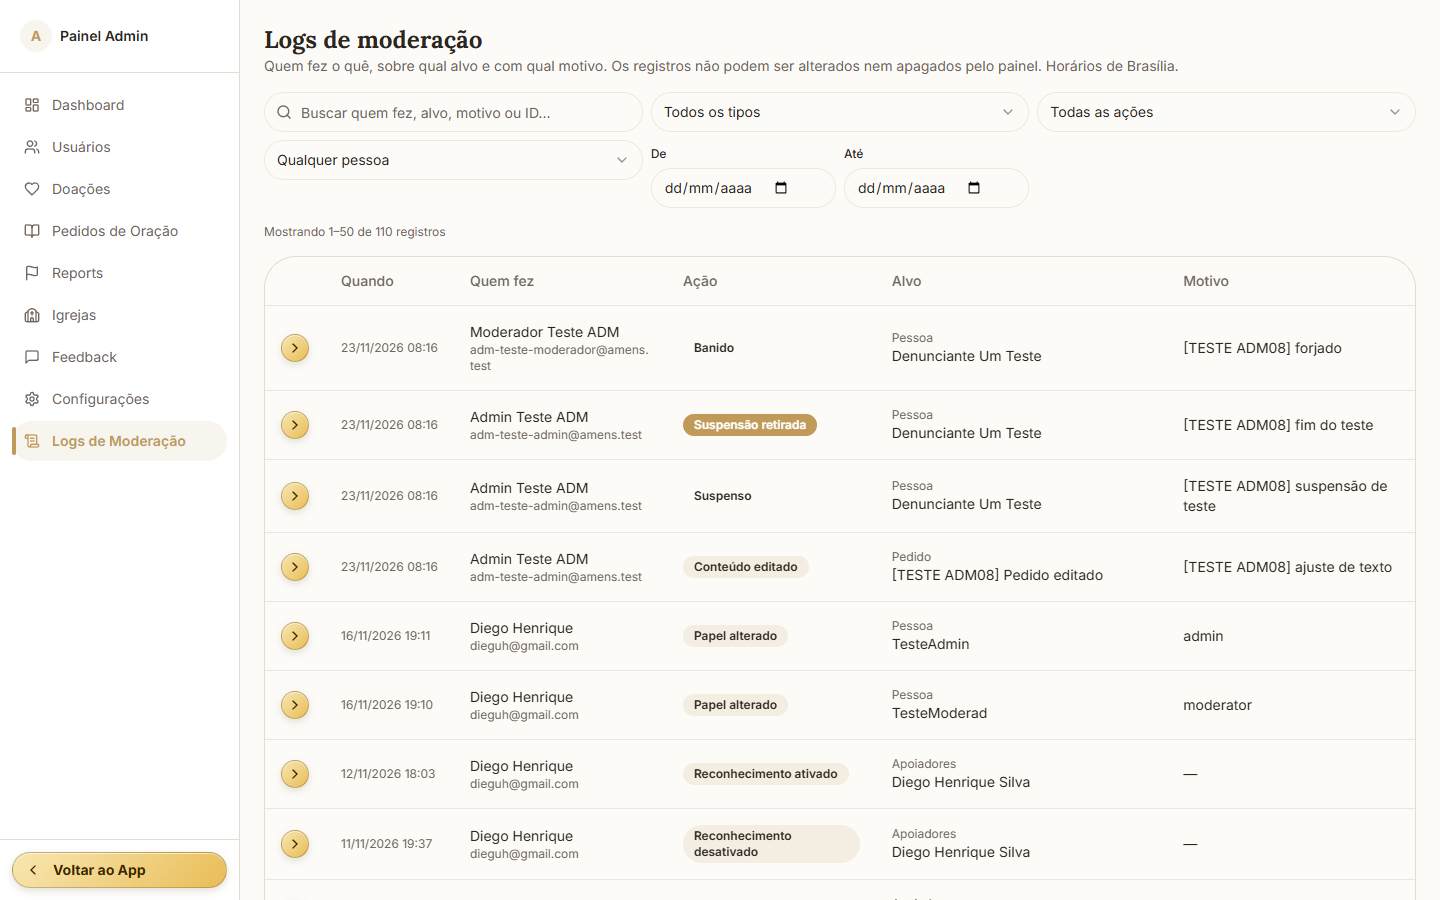 A Painel Admin
Dashboard
Usuários
Doações
Pedidos de Oração
Reports
Igrejas
Feedback
Configurações
Logs de Moderação
Voltar ao App
Logs de moderação
Quem fez o quê, sobre qual alvo e com qual motivo. Os registros não podem ser alterados nem apagados pelo painel. Horários de Brasília.
Buscar quem fez, alvo, motivo ou ID...
Todos os tipos
Todas as ações
Qualquer pessoa
De
Até
dd/mm/aaaa
dd/mm/aaaa
Mostrando 1–50 de 110 registros
Quando Quem fez Ação Alvo Motivo
23/11/2026 08:16
Moderador Teste ADM
adm-teste-moderador@amens.
test
Banido
Pessoa
Denunciante Um Teste
[TESTE ADM08] forjado
23/11/2026 08:16
Admin Teste ADM
adm-teste-admin@amens.test
Suspensão retirada
Pessoa
Denunciante Um Teste
[TESTE ADM08] fim do teste
23/11/2026 08:16
Admin Teste ADM
adm-teste-admin@amens.test
Suspenso
Pessoa
Denunciante Um Teste
[TESTE ADM08] suspensão de
teste
23/11/2026 08:16
Admin Teste ADM
adm-teste-admin@amens.test
Conteúdo editado
Pedido
[TESTE ADM08] Pedido editado
[TESTE ADM08] ajuste de texto
16/11/2026 19:11
Diego Henrique
dieguh@gmail.com
Papel alterado
Pessoa
TesteAdmin
admin
16/11/2026 19:10
Diego Henrique
dieguh@gmail.com
Papel alterado
Pessoa
TesteModerad
moderator
12/11/2026 18:03
Diego Henrique
dieguh@gmail.com
Reconhecimento ativado
Apoiadores
Diego Henrique Silva
—
11/11/2026 19:37
Diego Henrique
dieguh@gmail.com
Reconhecimento
desativado
Apoiadores
Diego Henrique Silva
—